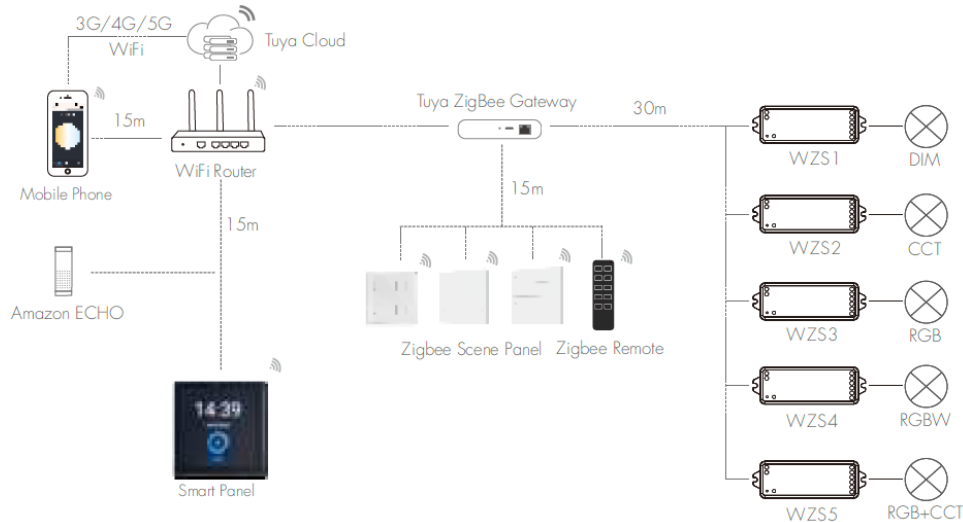 3G/4G/5G
WiFi
Tuya Cloud
15m
WiFi Router
Mobile Phone
Tuya ZigBee Gateway
30m
WZS1
DIM
15m
15m
WZS2
CCT
Amazon ECHO
WZS3
RGB
Zigbee Scene Panel
Zigbee Remote
14:39
WZS4
RGBW
Smart Panel
WZS5
RGB+CCT